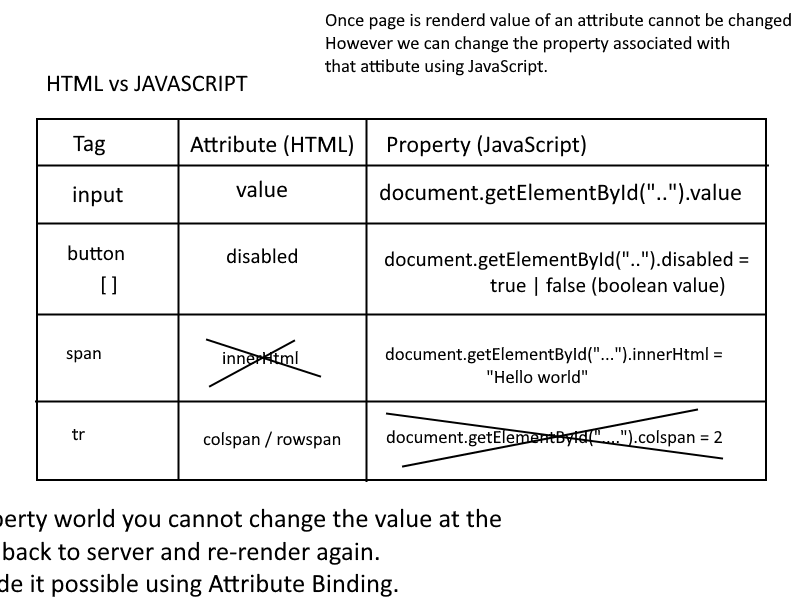 Once page is renderd value of an attribute cannot be changed
However we can change the property associated with
that attibute using JavaScript.
HTML vs JAVASCRIPT
Tag Attribute (HTML) Property (JavaScript)
input value document.getElementById("..").value
button disabled document.getElementById("..").disabled =
[ ] true | false (boolean value)
span innerHtml document.getElementById("...").innerHtml =
"Hello world"
tr colspan / rowspan document.getElementById("....").colspan = 2
world you cannot change the value at the
back to server and re-render again.
it possible using Attribute Binding.